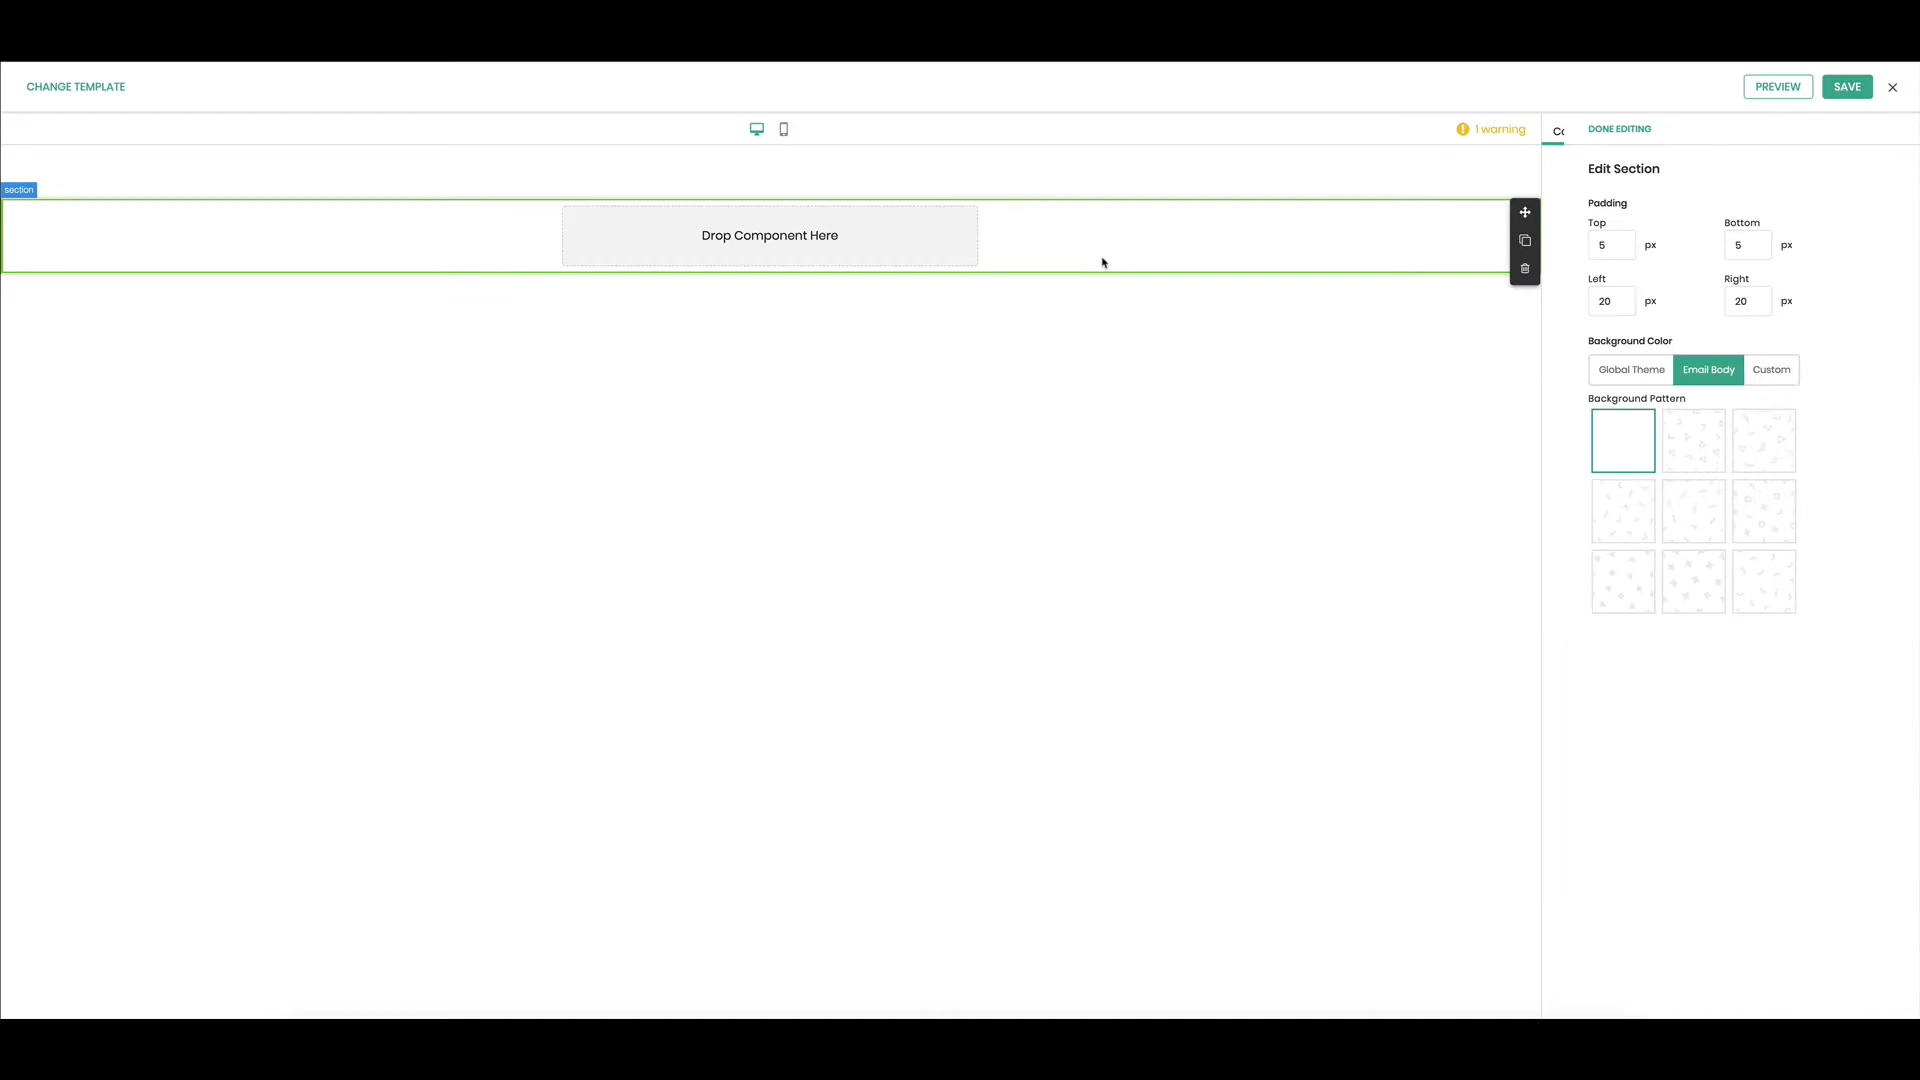 CHANGE TEMPLATE
PREVIEW
SAVE
1 warning
DONE EDITING
section
Drop Component Here
Edit Section
Padding
Top
Bottom
5 px
5 px
Left
Right
20 px
20 px
Background Color
Global Theme
Email Body
Custom
Background Pattern